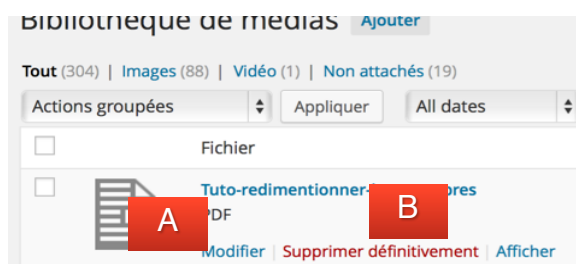 Bibliothèque de médias Ajouter
Tout (304) | Images (88) | Vidéo (1) | Non attachés (19)
Actions groupées Appliquer All dates
Fichier
Tuto-redimentionner-
A B
PDF
Modifier | Supprimer définitivement | Afficher